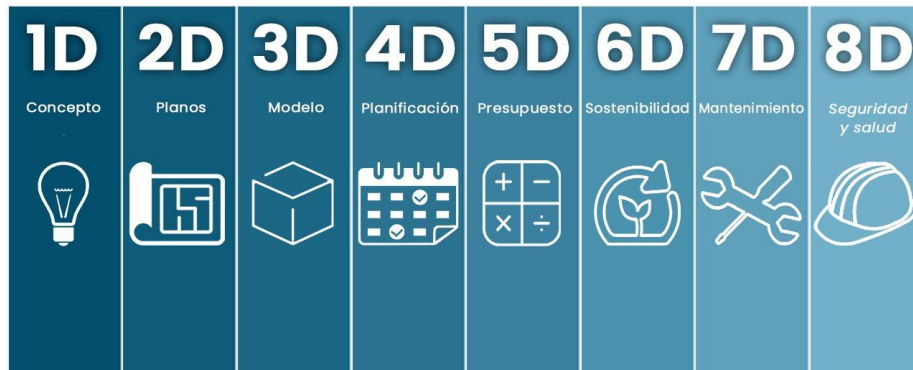 1D 2D 3D 4D 5D 6D 7D 8D
Concepto Planos Modelo Planificación Presupuesto Sostenibilidad Mantenimiento Seguridad
y salud